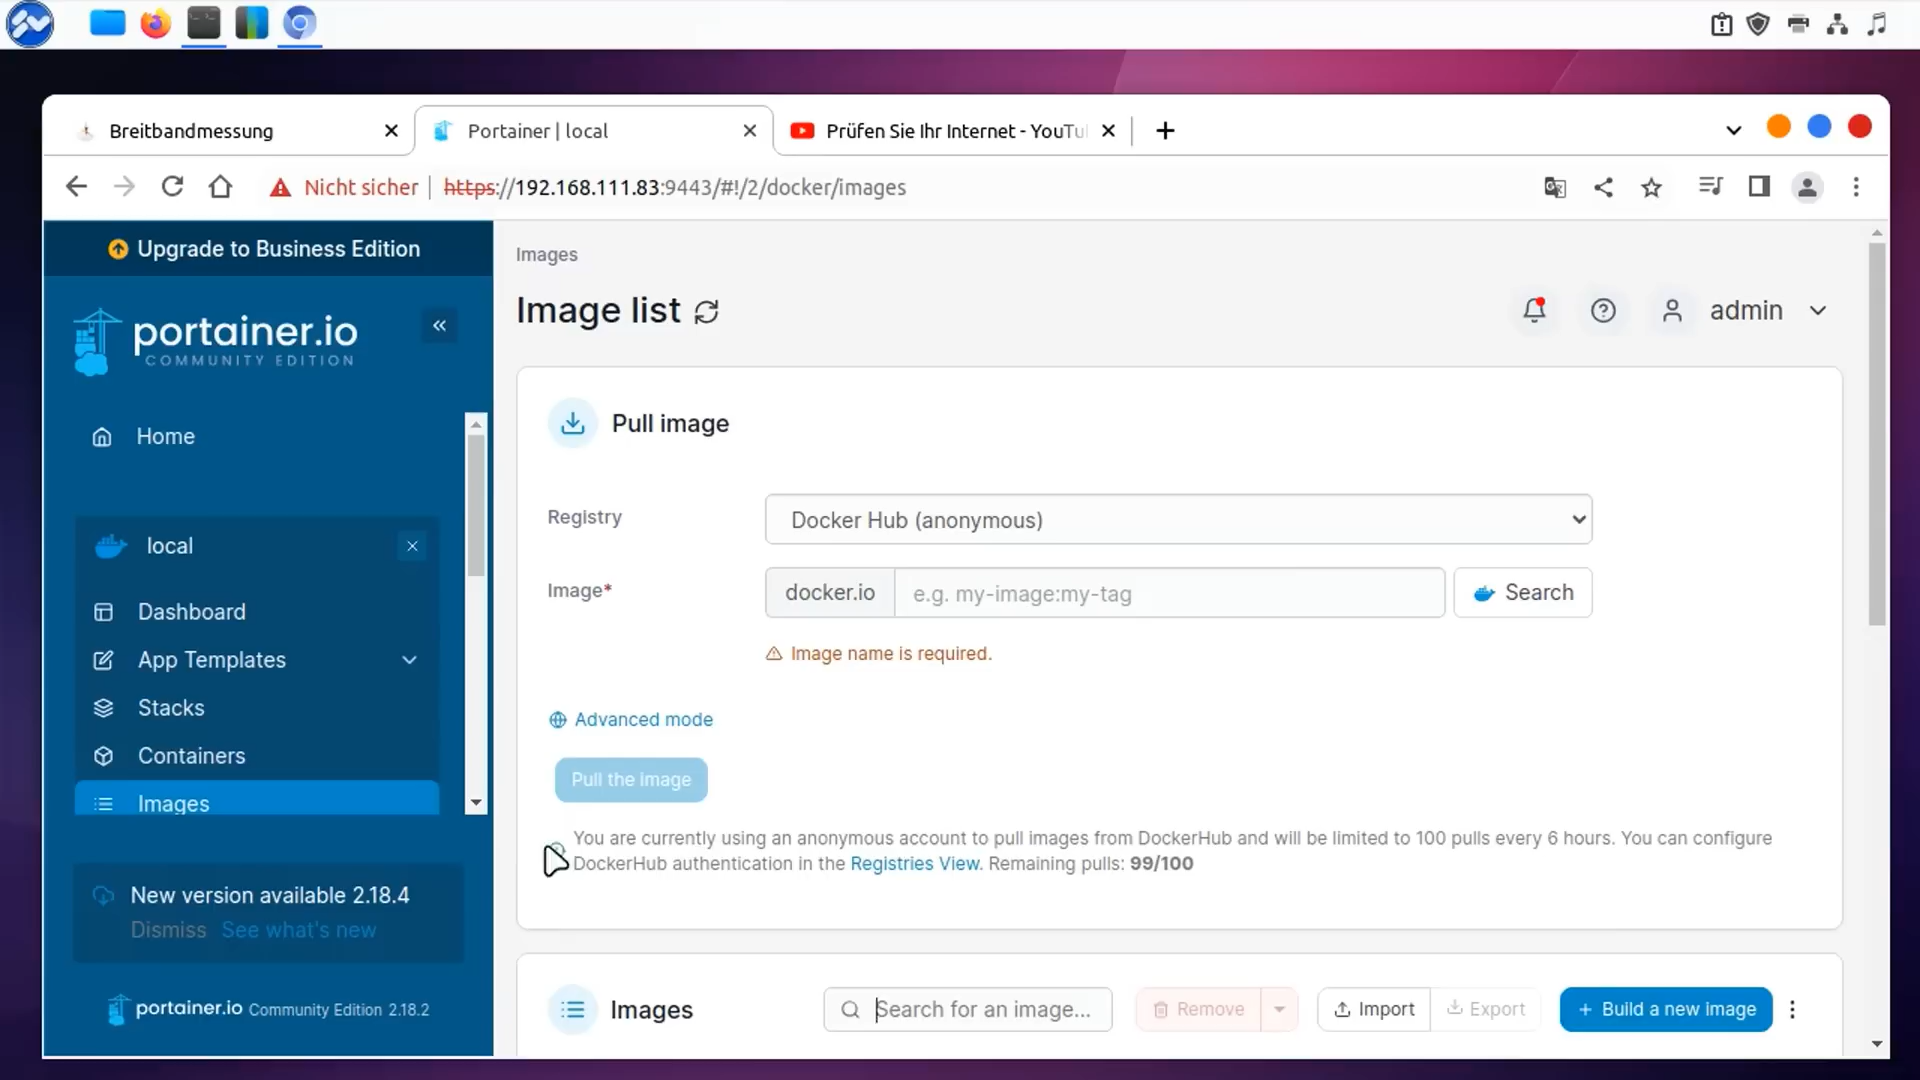 Breitbandmessung
Portainer | local
Prüfen Sie Ihr Internet - YouTu
Nicht sicher
https://192.168.111.83:9443/#!/2/docker/images
Upgrade to Business Edition
portainer.io
COMMUNITY EDITION
Home
local
Dashboard
App Templates
Stacks
Containers
Images
New version available 2.18.4
Dismiss See what's new
portainer.io Community Edition 2.18.2
Images
Image list
admin
Pull image
Registry
Docker Hub (anonymous)
Image*
docker.io
e.g. my-image:my-tag
Search
Image name is required.
Advanced mode
Pull the image
You are currently using an anonymous account to pull images from DockerHub and will be limited to 100 pulls every 6 hours. You can configure
DockerHub authentication in the Registries View. Remaining pulls: 99/100
Images
Search for an image...
Remove
Import
Export
+ Build a new image